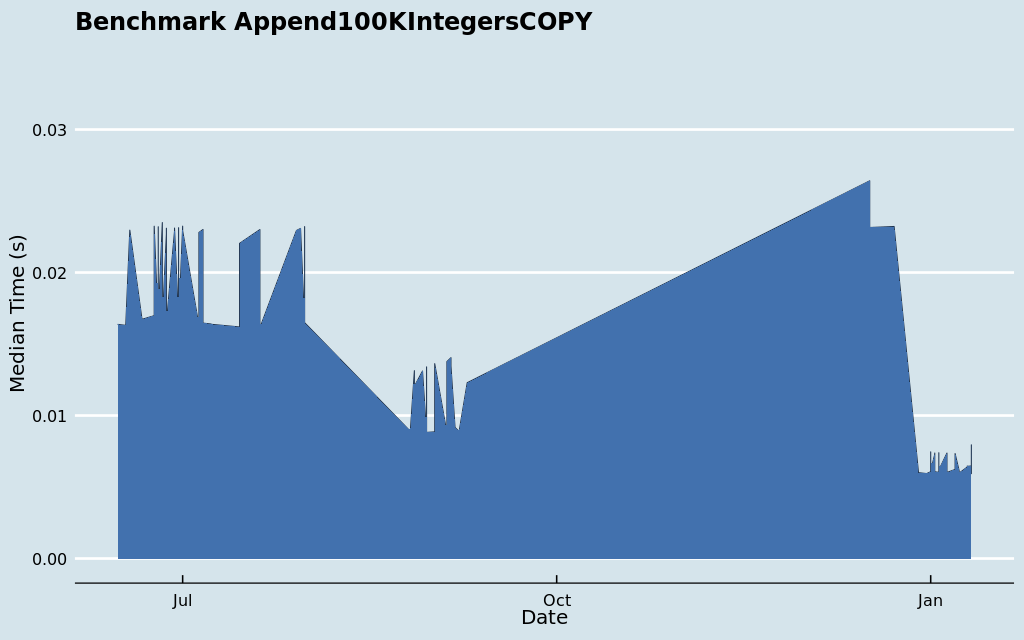 Benchmark Append100KIntegersCOPY
0.03
0.02
0.01
0.00
Median Time (s)
Jul
Oct
Jan
Date